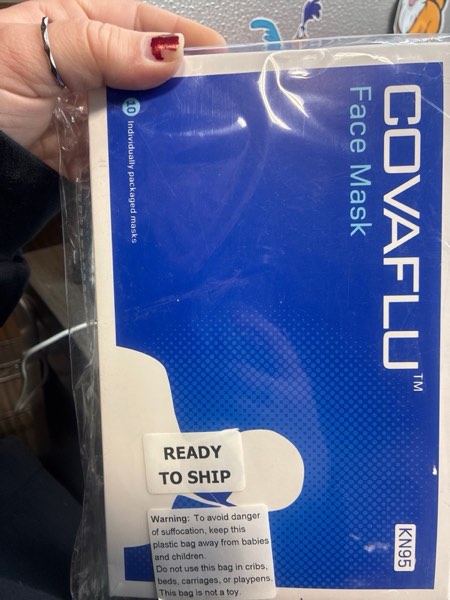 COVAFLU™
Face Mask
10 Individually packaged masks
KN95
READY
TO SHIP
Warning: To avoid danger
of suffocation, keep this
plastic bag away from babies
and children.
Do not use this bag in cribs,
beds, carriages, or playpens.
This bag is not a toy.